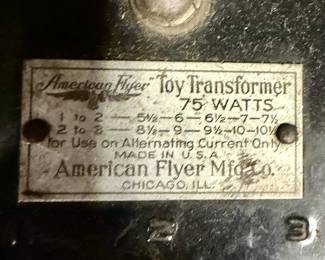 "American Flyer" Toy Transformer
75 WATTS
1 to 2 — 5½ – 6 – 6½ – 7 – 7½
2 to 3 — 8½ – 9 – 9½ – 10 – 10½
for Use on Alternating Current Only
MADE IN U.S.A.
American Flyer Mfg. Co.
CHICAGO, ILL.
2 3